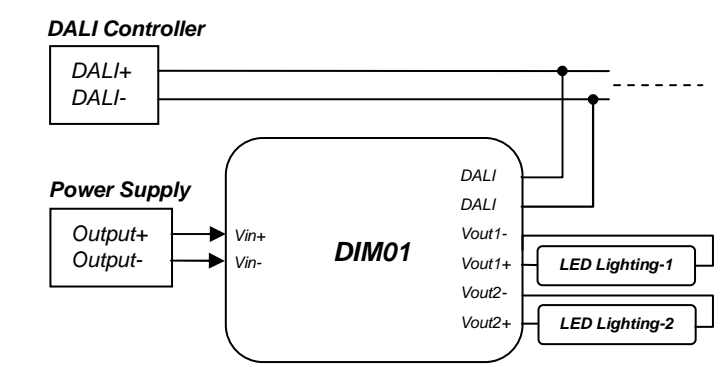 DALI Controller
DALI+
DALI-
Power Supply
Output+
Output-
Vin+
Vin-
DIM01
DALI
DALI
Vout1-
Vout1+
Vout2-
Vout2+
LED Lighting-1
LED Lighting-2